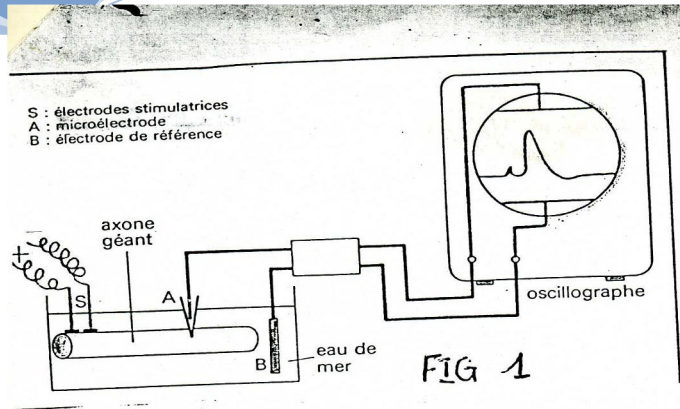 S : électrodes stimulatrices
A : microélectrode
B : électrode de référence
axone
géant
+
-
S
A
B
eau de
mer
oscillographe
FIG 1